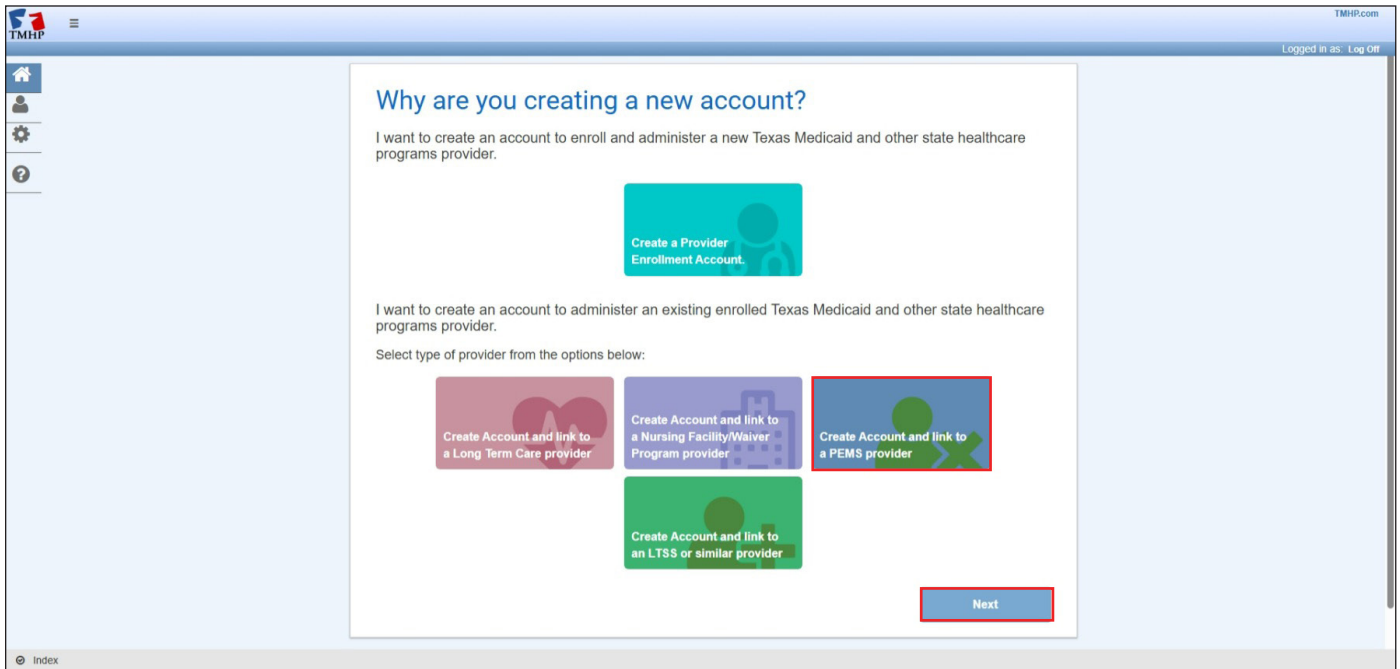 TMHP
TMHP.com
Logged in as: Log Off
Why are you creating a new account?
I want to create an account to enroll and administer a new Texas Medicaid and other state healthcare
programs provider.
Create a Provider
Enrollment Account.
I want to create an account to administer an existing enrolled Texas Medicaid and other state healthcare
programs provider.
Select type of provider from the options below:
Create Account and link to
a Long Term Care provider
Create Account and link to
a Nursing Facility/Waiver
Program provider
Create Account and link to
a PEMS provider
Create Account and link to
an LTSS or similar provider
Next
Index